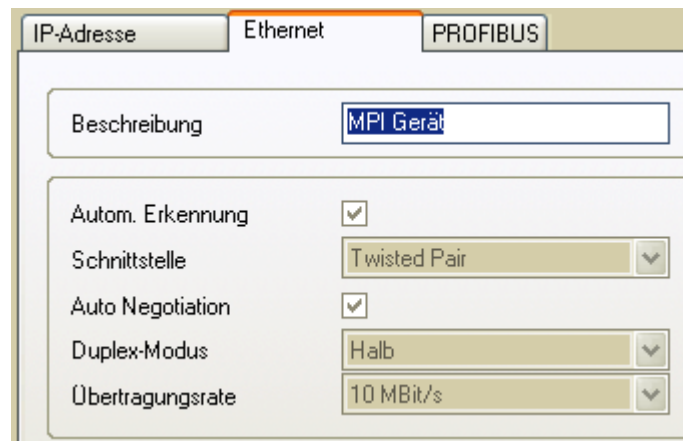 IP-Adresse Ethernet PROFIBUS
Beschreibung MPI Gerät
Autom. Erkennung
Schnittstelle Twisted Pair
Auto Negotiation
Duplex-Modus Halb
Übertragungsrate 10 MBit/s